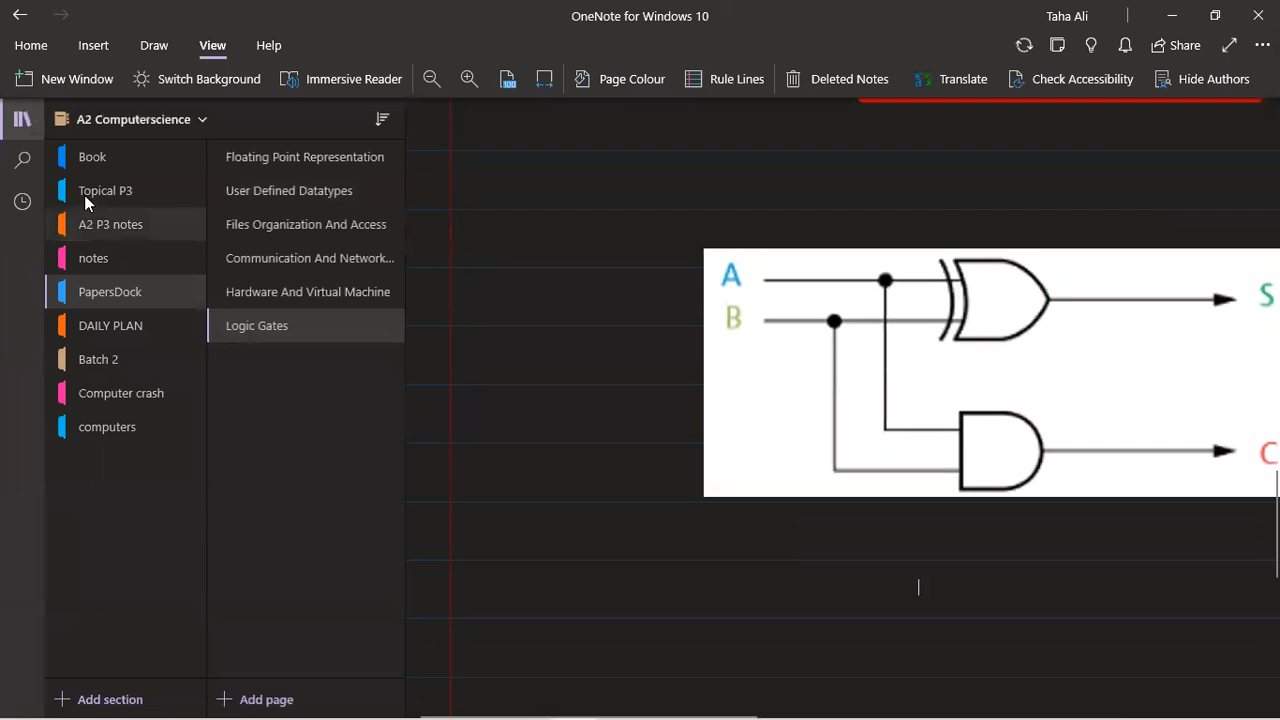 OneNote for Windows 10
Taha Ali
Home Insert Draw View Help
Share
New Window Switch Background Immersive Reader 100 Page Colour Rule Lines Deleted Notes Translate Check Accessibility Hide Authors
A2 Computerscience
Book
Topical P3
A2 P3 notes
notes
PapersDock
DAILY PLAN
Batch 2
Computer crash
computers
Floating Point Representation
User Defined Datatypes
Files Organization And Access
Communication And Network...
Hardware And Virtual Machine
Logic Gates
A
B
S
C
Add section
Add page